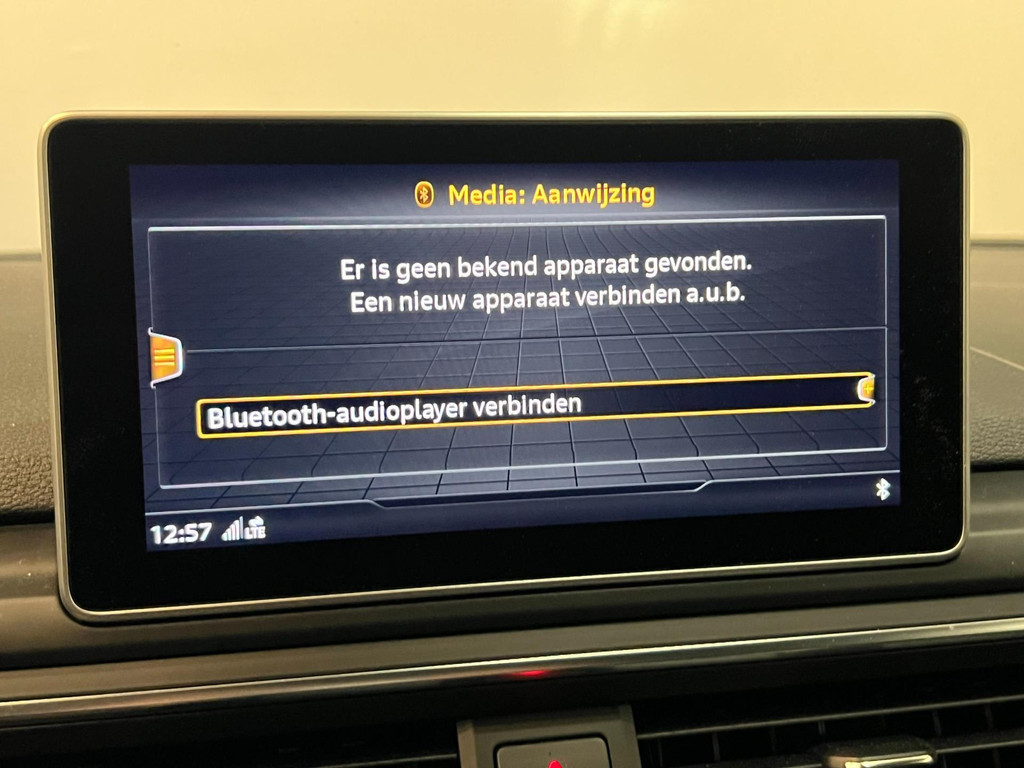 Media: Aanwijzing
Er is geen bekend apparaat gevonden.
Een nieuw apparaat verbinden a.u.b.
Bluetooth-audioplayer verbinden
12:57 LTE